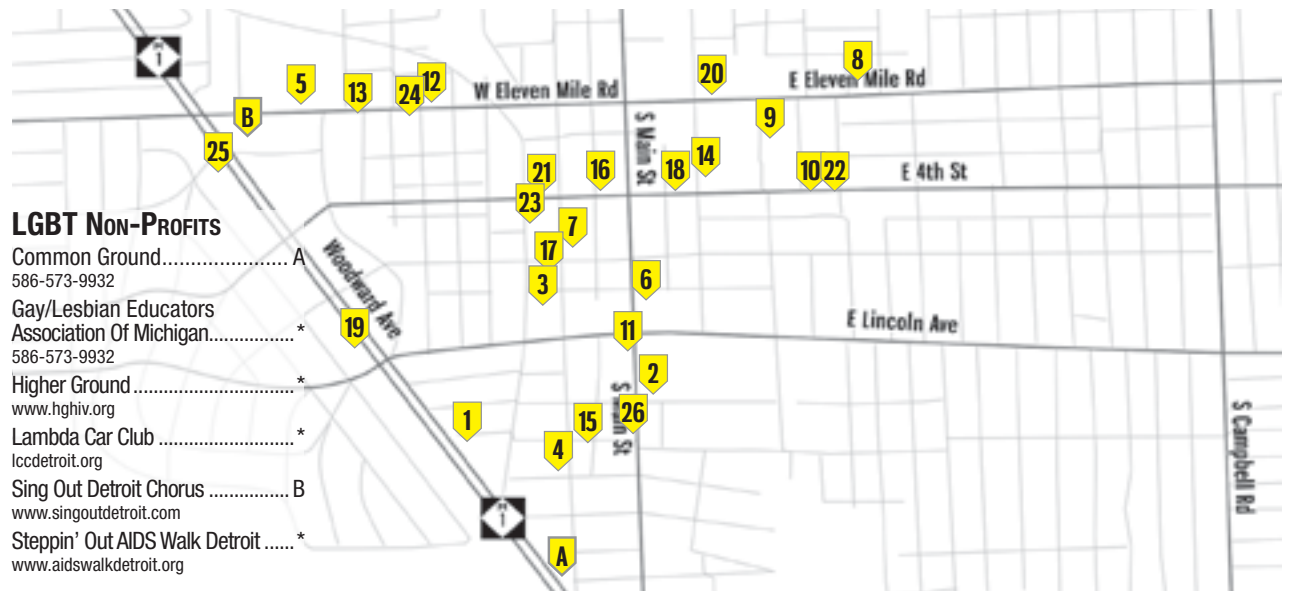 M
1
5
13
24
12
W Eleven Mile Rd
20
E Eleven Mile Rd
8
B
25
S Main St
9
21
16
18
14
10
22
E 4th St
23
7
17
3
6
Woodward Ave
19
11
E Lincoln Ave
2
1
4
15
26
S Main St
S Campbell Rd
M
1
A
LGBT Non-Profits
Common Ground...................... A
586-573-9932
Gay/Lesbian Educators
Association Of Michigan.................*
586-573-9932
Higher Ground ..............................*
www.hghiv.org
Lambda Car Club .........................*
lccdetroit.org
Sing Out Detroit Chorus ................ B
www.singoutdetroit.com
Steppin' Out AIDS Walk Detroit ......*
www.aidswalkdetroit.org